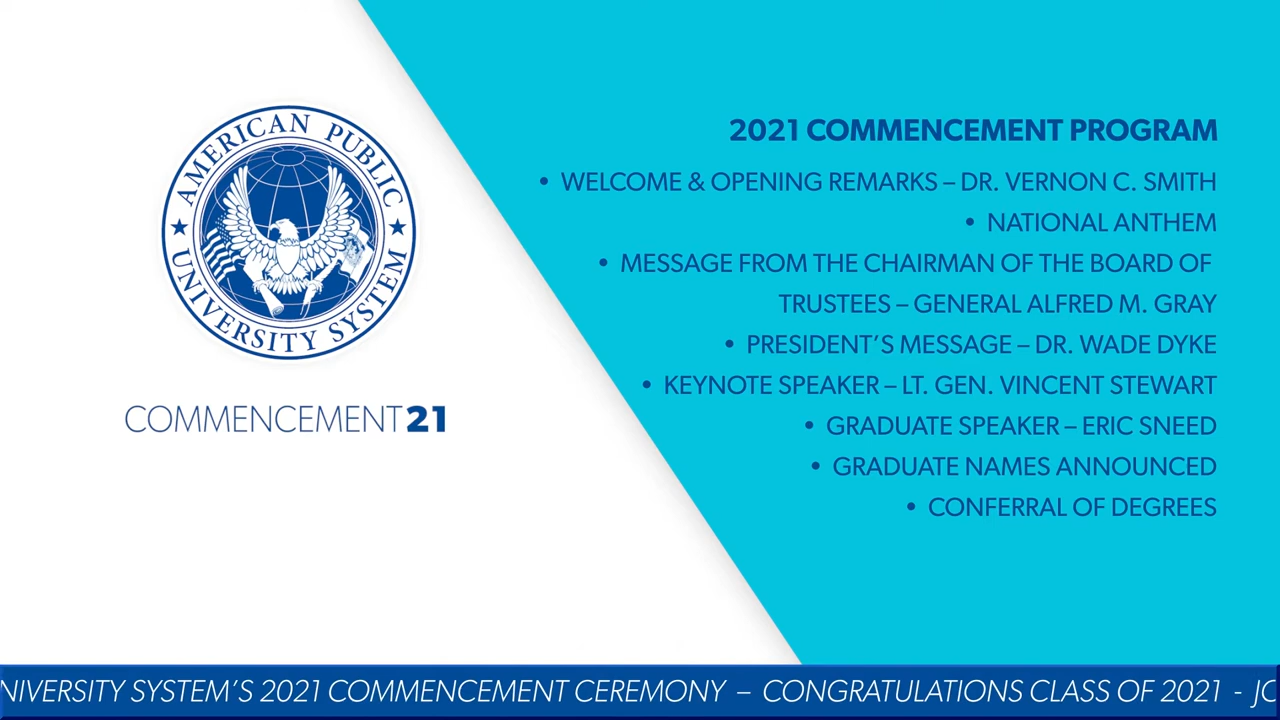 AMERICAN PUBLIC
UNIVERSITY SYSTEM
COMMENCEMENT21
2021 COMMENCEMENT PROGRAM
• WELCOME & OPENING REMARKS – DR. VERNON C. SMITH
• NATIONAL ANTHEM
• MESSAGE FROM THE CHAIRMAN OF THE BOARD OF
TRUSTEES – GENERAL ALFRED M. GRAY
• PRESIDENT'S MESSAGE – DR. WADE DYKE
• KEYNOTE SPEAKER – LT. GEN. VINCENT STEWART
• GRADUATE SPEAKER – ERIC SNEED
• GRADUATE NAMES ANNOUNCED
• CONFERRAL OF DEGREES
NIVERSITY SYSTEM'S 2021 COMMENCEMENT CEREMONY – CONGRATULATIONS CLASS OF 2021 -